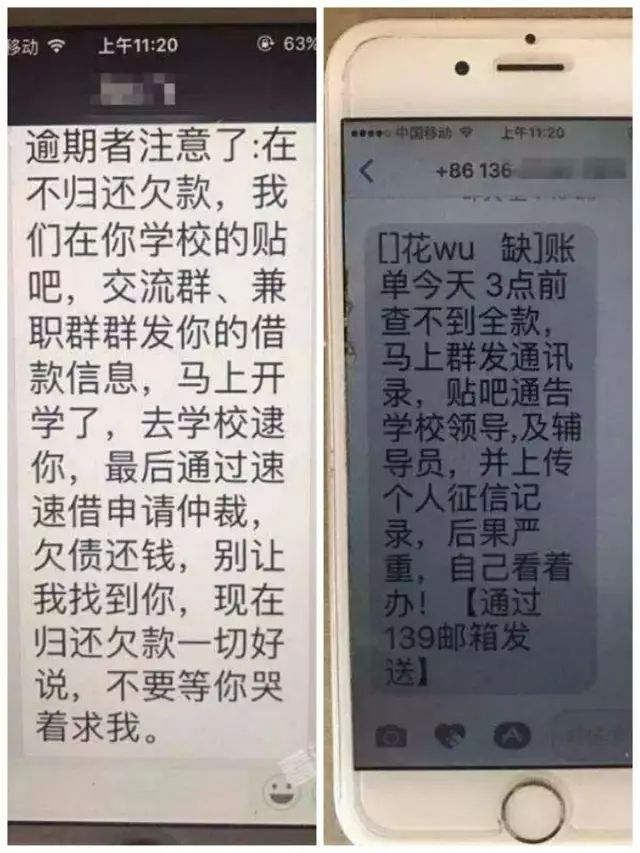 移动 上午11:20 63%
逾期者注意了:在
不归还欠款，我
们在你学校的贴
吧，交流群、兼
职群群发你的借
款信息，马上开
学了，去学校逮
你，最后通过速
速借申请仲裁，
欠债还钱，别让
我找到你，现在
归还欠款一切好
说，不要等你哭
着求我。
中国移动 上午11:20
+86 136
[]花wu 缺]账
单今天 3点前
查不到全款，
马上群发通讯
录，贴吧通告
学校领导,及辅
导员，并上传
个人征信记
录，后果严
重，自己看着
办！【通过
139邮箱发
送】